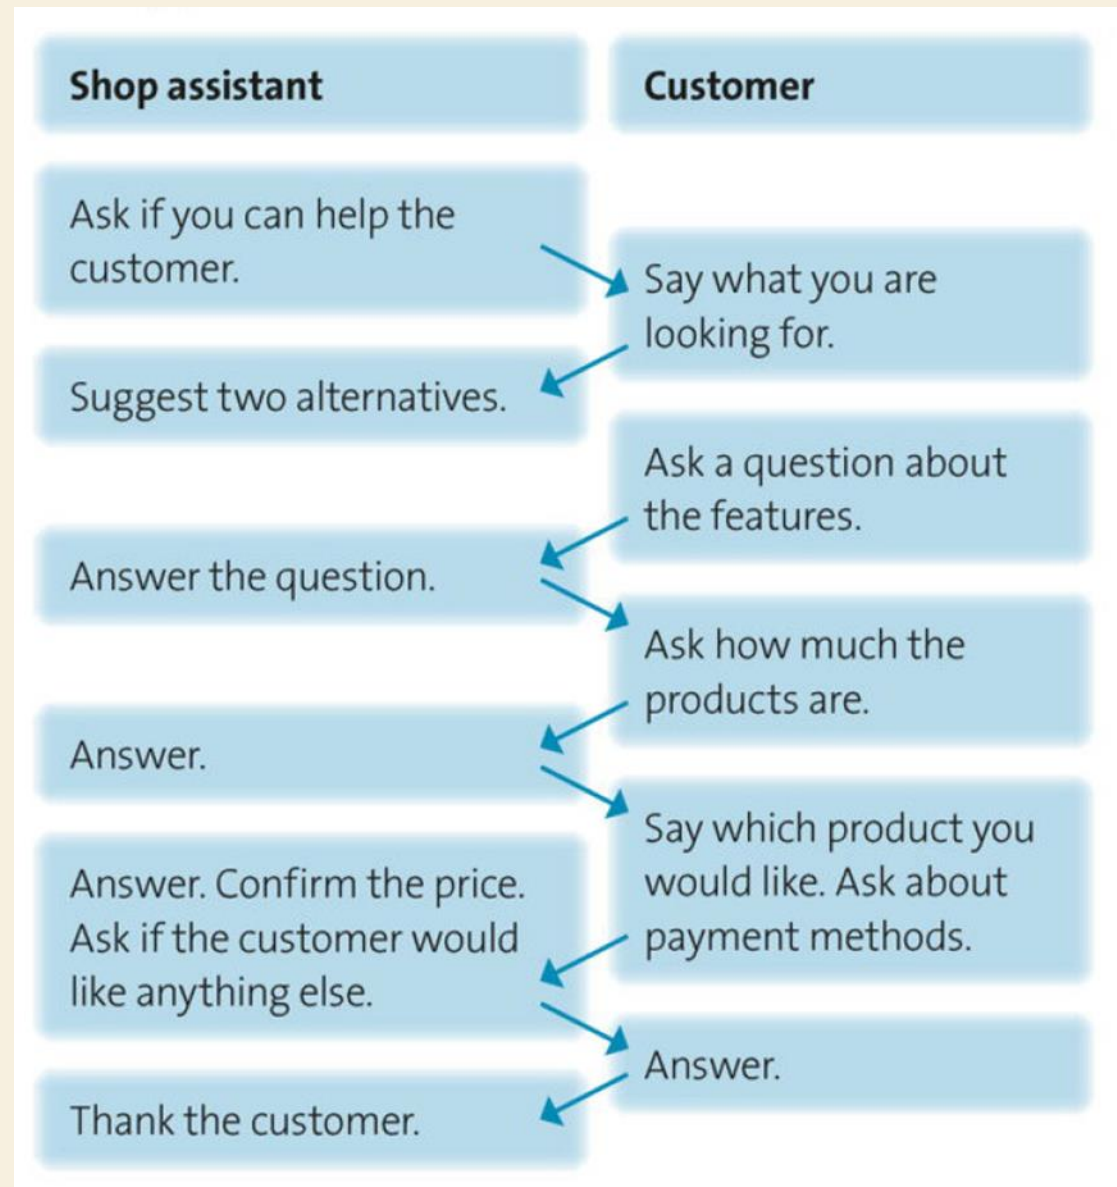 Shop assistant
Customer
Ask if you can help the
customer.
Say what you are
looking for.
Suggest two alternatives.
Ask a question about
the features.
Answer the question.
Ask how much the
products are.
Answer.
Say which product you
would like. Ask about
payment methods.
Answer. Confirm the price.
Ask if the customer would
like anything else.
Answer.
Thank the customer.